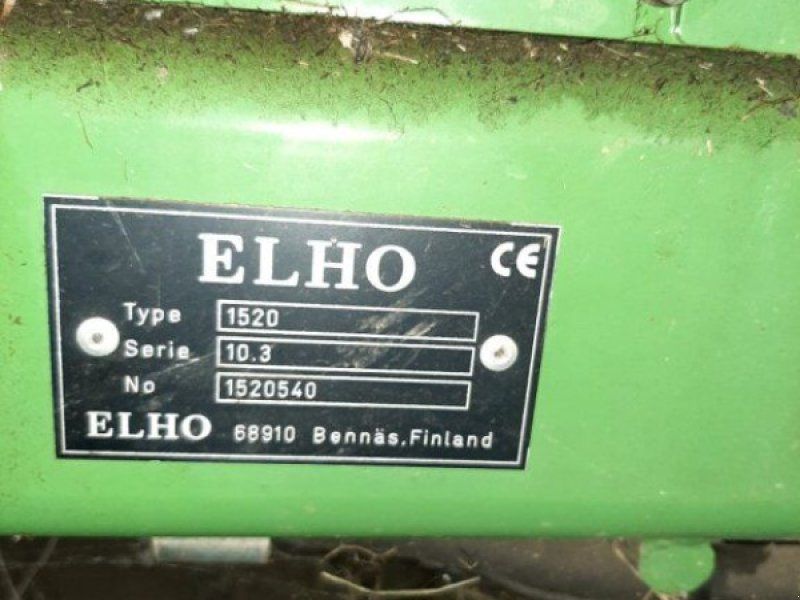 ELHO CE
Type 1520
Serie 10.3
No 1520540
ELHO 68910 Bennäs.Finland